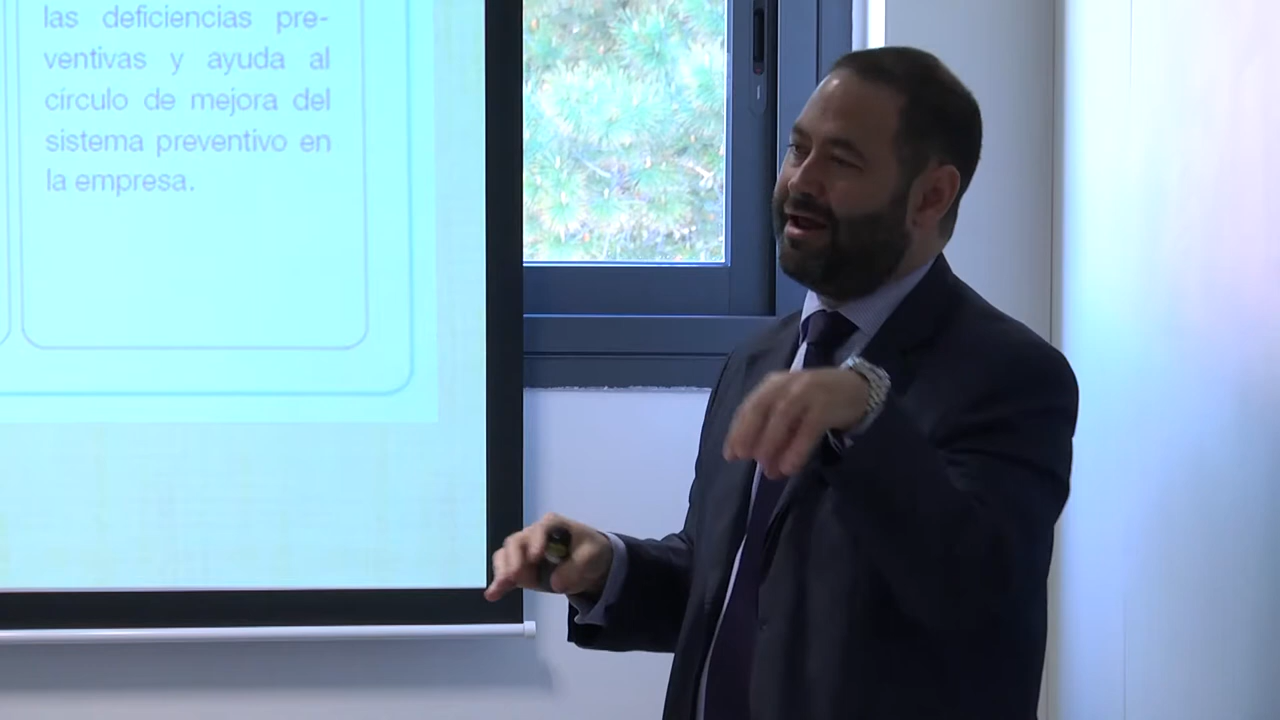 las deficiencias pre-
ventivas y ayuda al
círculo de mejora del
sistema preventivo en
la empresa.